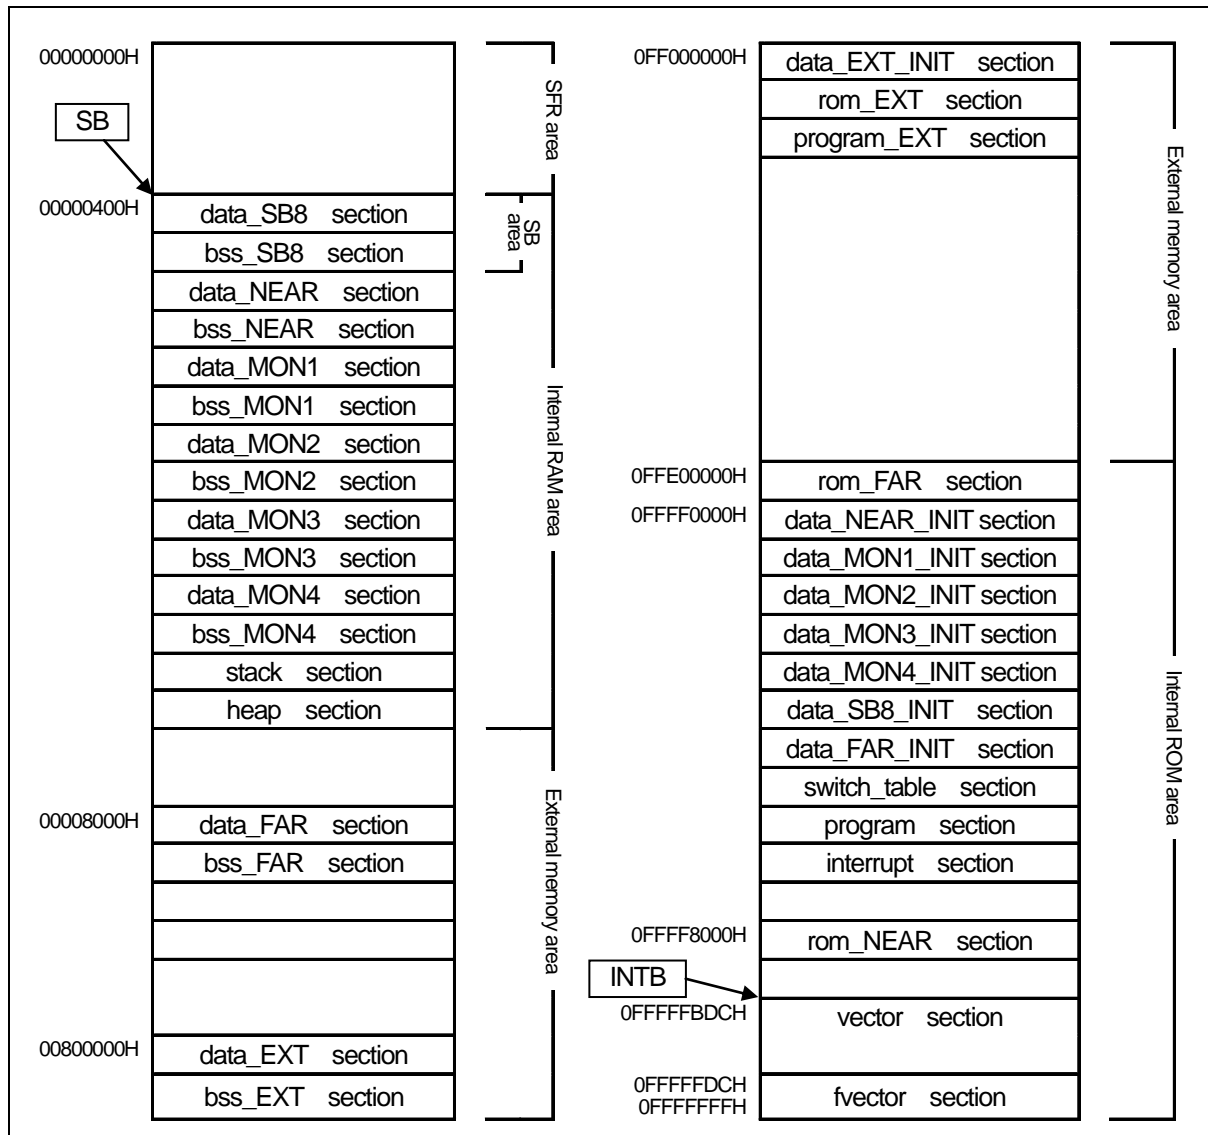 00000000H
SFR area
SB
00000400H
data_SB8 section
SB area
bss_SB8 section
data_NEAR section
bss_NEAR section
data_MON1 section
bss_MON1 section
Internal RAM area
data_MON2 section
bss_MON2 section
data_MON3 section
bss_MON3 section
data_MON4 section
bss_MON4 section
stack section
heap section
External memory area
00008000H
data_FAR section
bss_FAR section
00800000H
data_EXT section
bss_EXT section
0FF000000H
data_EXT_INIT section
rom_EXT section
program_EXT section
External memory area
0FFE00000H
rom_FAR section
0FFFF0000H
data_NEAR_INIT section
data_MON1_INIT section
data_MON2_INIT section
data_MON3_INIT section
data_MON4_INIT section
Internal ROM area
data_SB8_INIT section
data_FAR_INIT section
switch_table section
program section
interrupt section
0FFFF8000H
rom_NEAR section
INTB
0FFFFFBDCH
vector section
0FFFFFFDCH
0FFFFFFFFH
fvector section